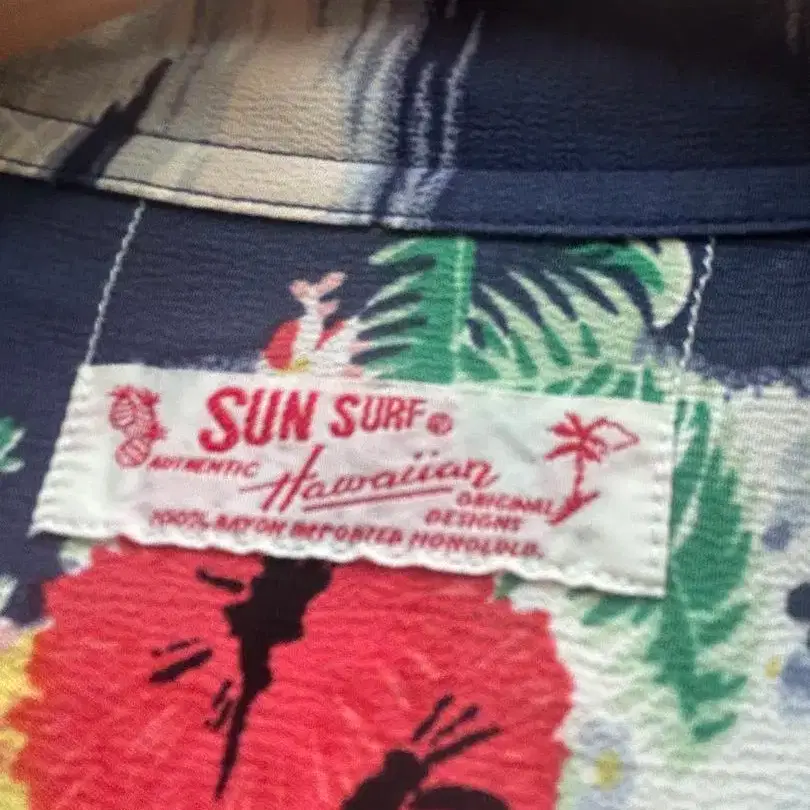 SUN SURF®
AUTHENTIC Hawaiian ORIGINAL
DESIGNS
100% RAYON IMPORTED HONOLULU.